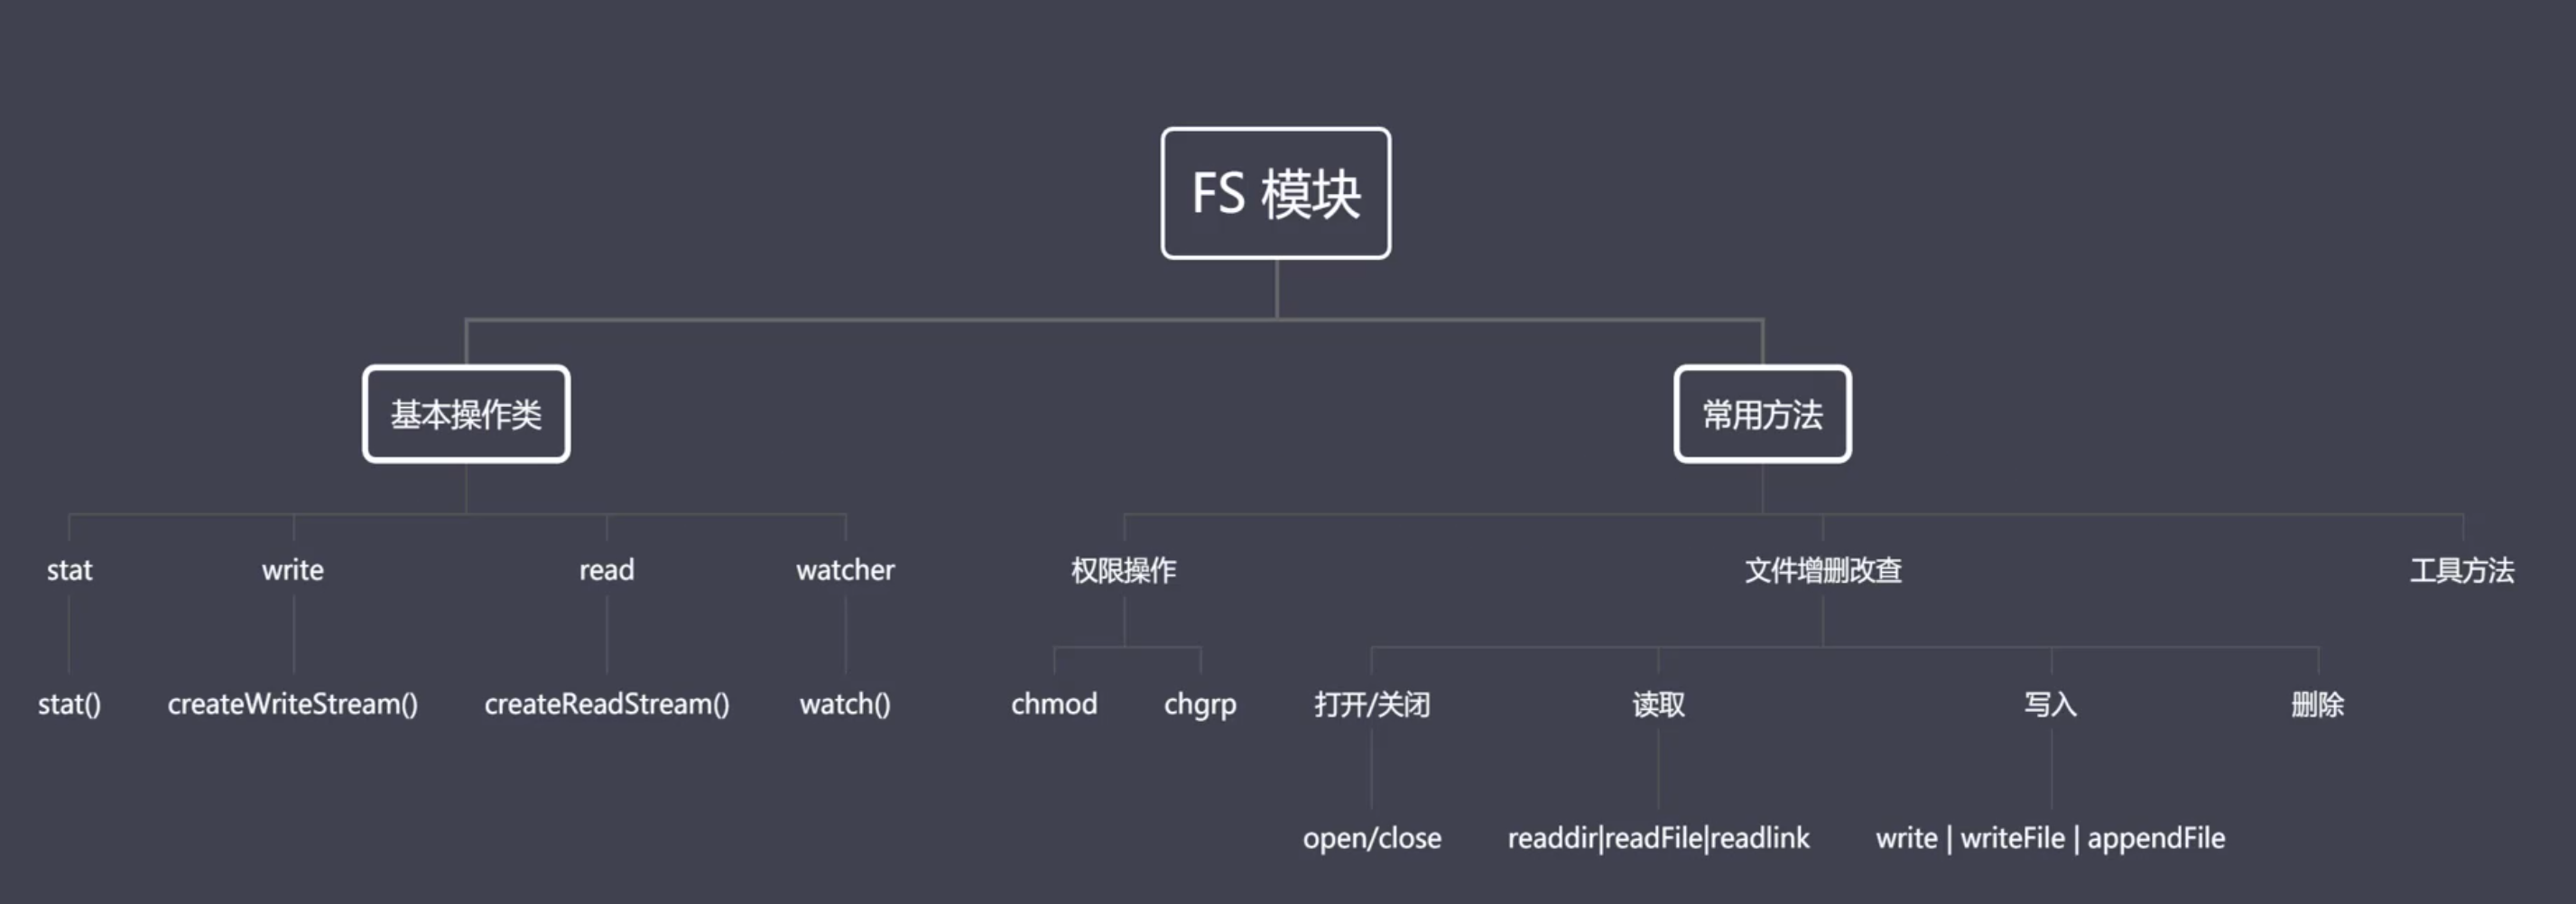 FS 模块
基本操作类
常用方法
stat
write
read
watcher
权限操作
文件增删改查
工具方法
stat()
createWriteStream()
createReadStream()
watch()
chmod
chgrp
打开/关闭
读取
写入
删除
open/close
readdir|readFile|readlink
write | writeFile | appendFile